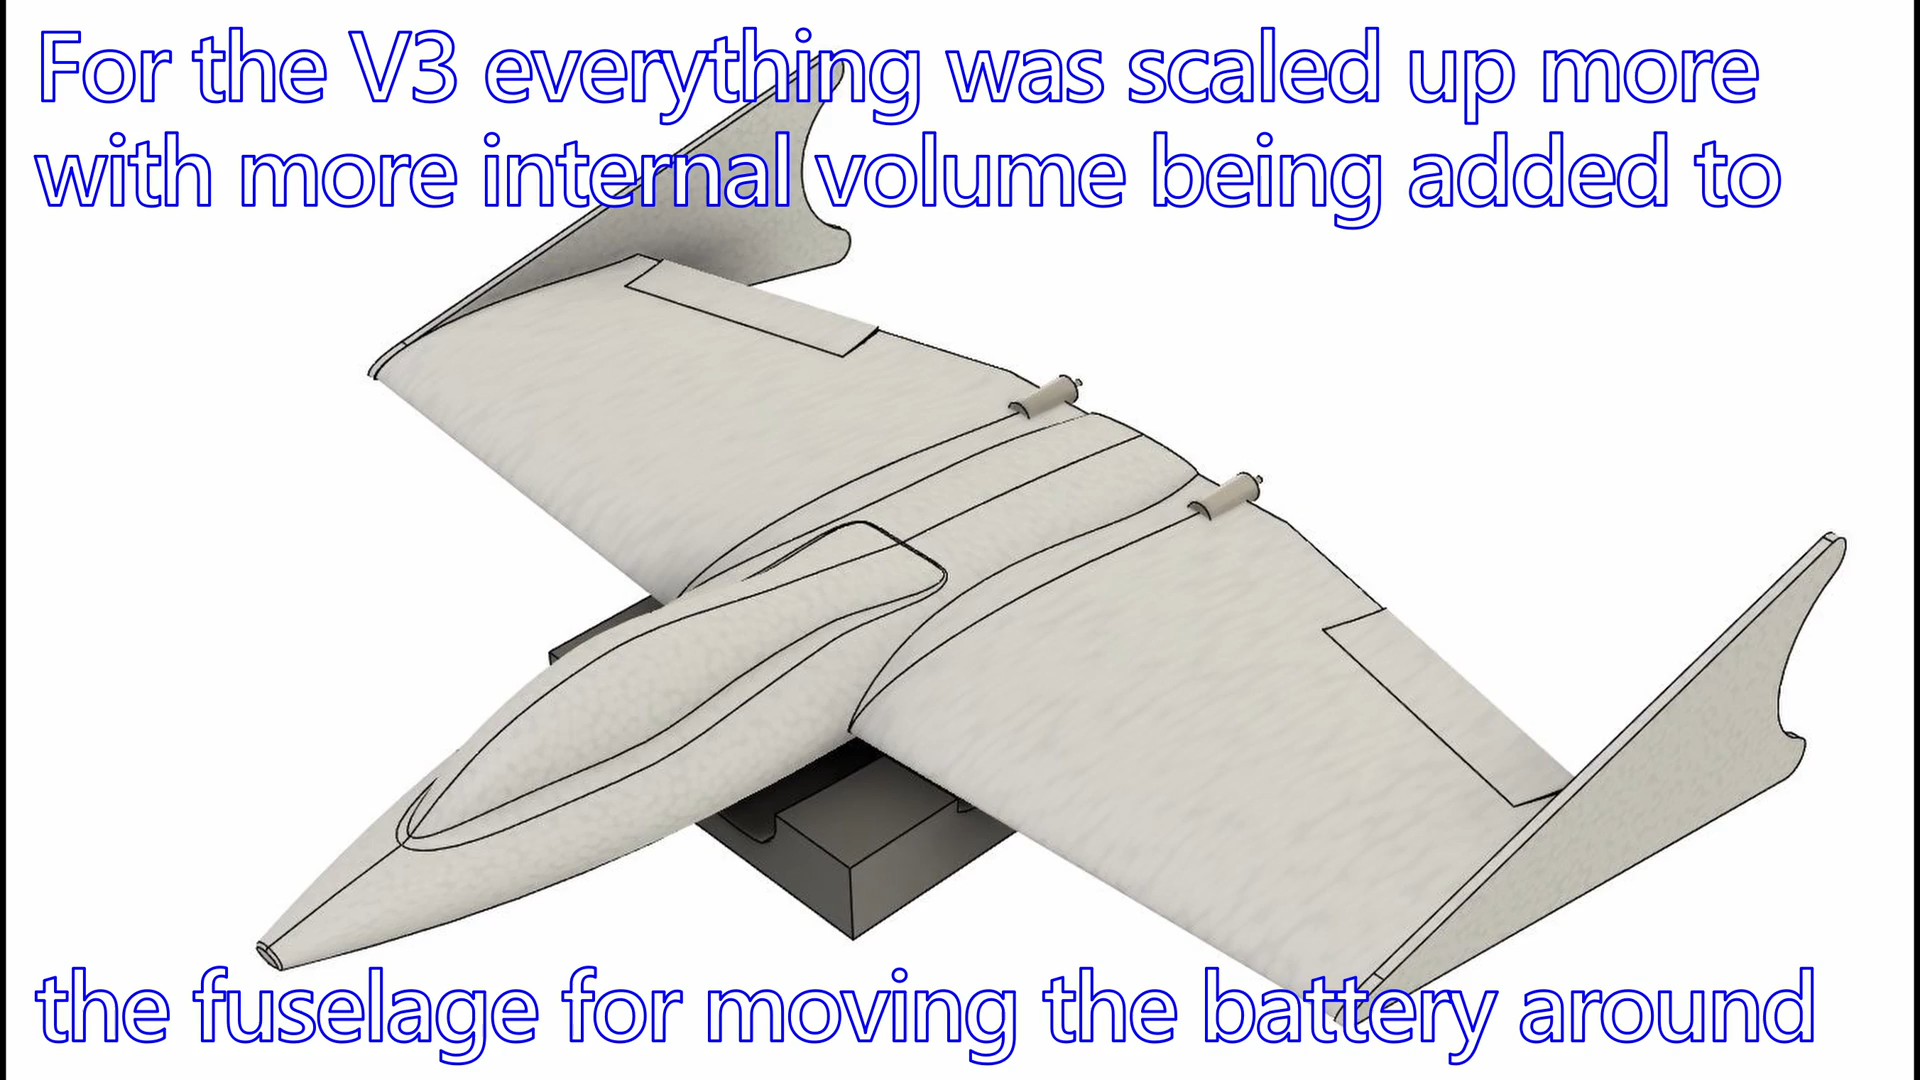 For the V3 everything was scaled up more
with more internal volume being added to
the fuselage for moving the battery around